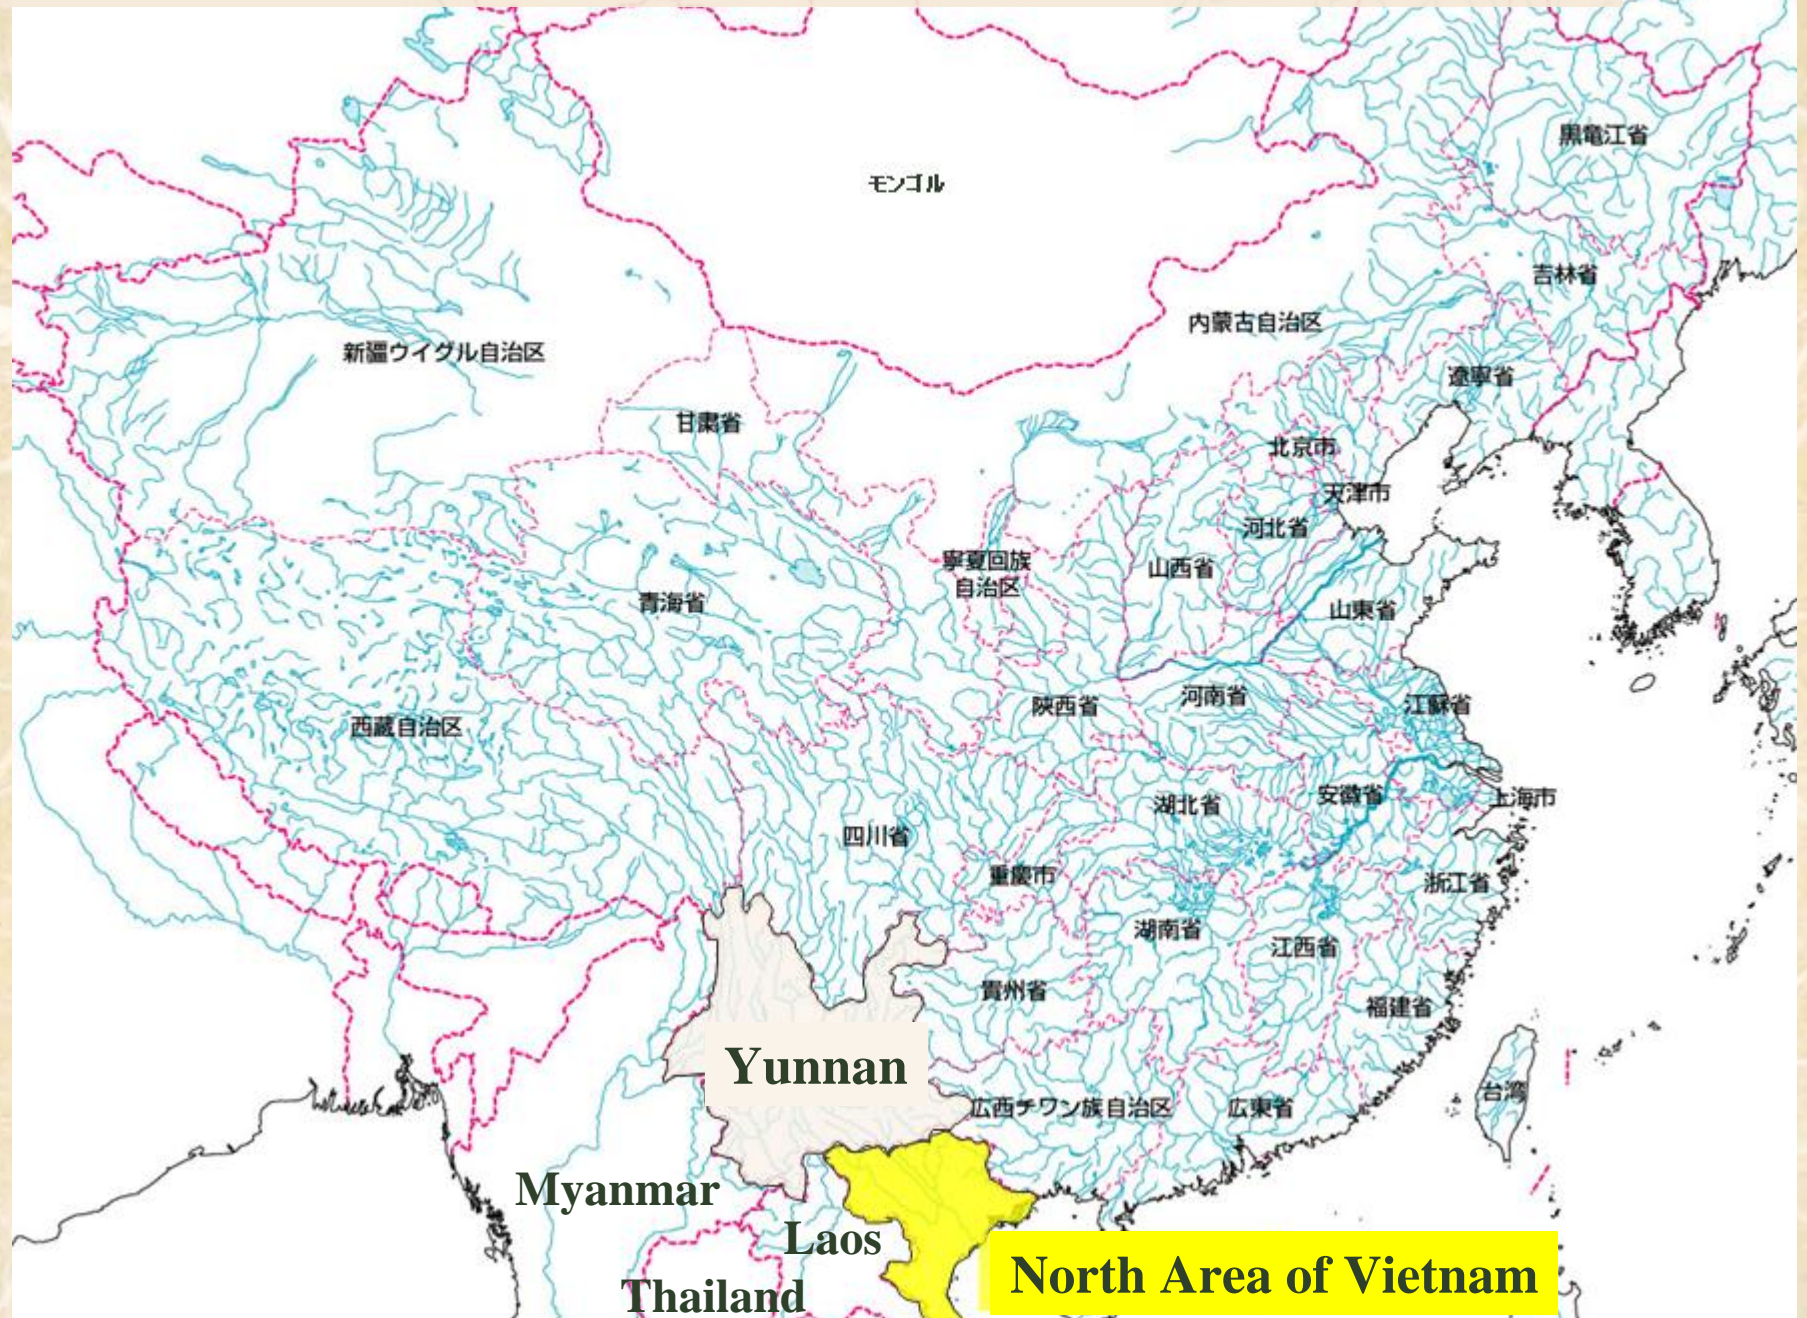 黒竜江省
モンゴル
吉林省
内蒙古自治区
新疆ウイグル自治区
遼寧省
甘粛省
北京市
天津市
河北省
寧夏回族
自治区
山西省
青海省
山東省
陝西省
河南省
江蘇省
西蔵自治区
湖北省
安徽省
上海市
四川省
重慶市
浙江省
湖南省
江西省
貴州省
福建省
Yunnan
台湾
広西チワン族自治区
広東省
Myanmar
Laos
North Area of Vietnam
Thailand